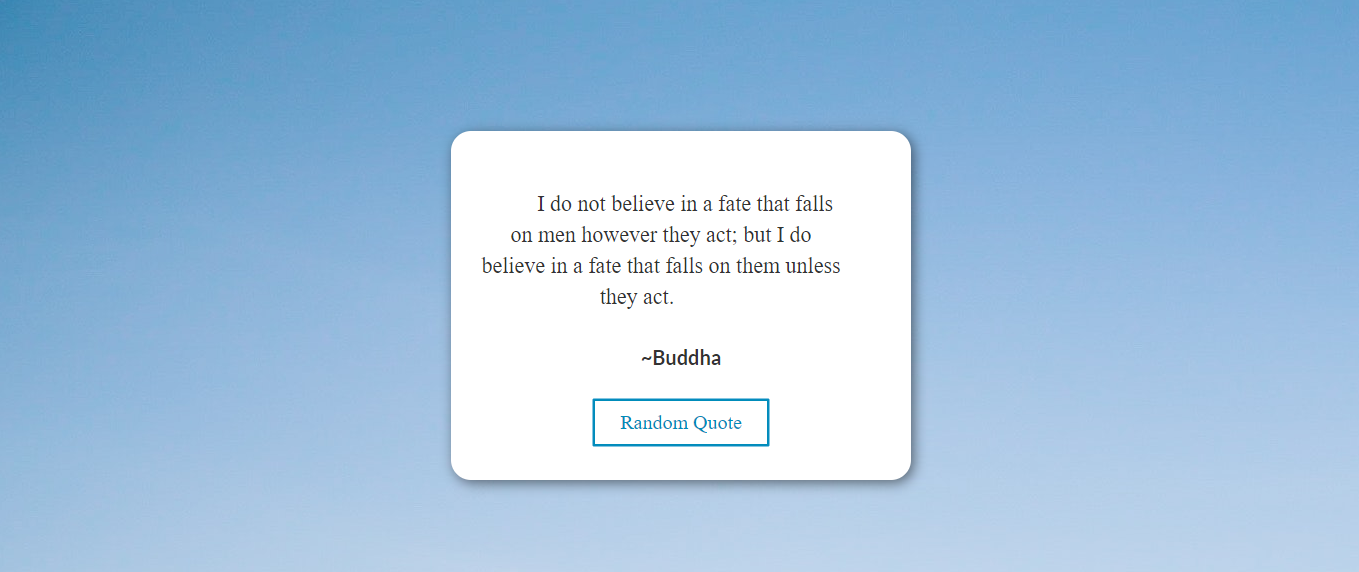 I do not believe in a fate that falls
on men however they act; but I do
believe in a fate that falls on them unless
they act.
~Buddha
Random Quote